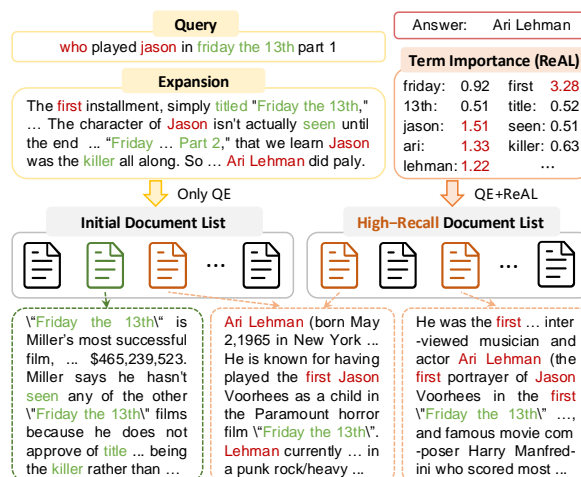 Query
who played jason in friday the 13th part 1
Expansion
The first installment, simply titled "Friday the 13th,"
... The character of Jason isn't actually seen until
the end ... "Friday ... Part 2," that we learn Jason
was the killer all along. So ... Ari Lehman did paly.
Answer: Ari Lehman
Term Importance (ReAL)
friday: 0.92 first 3.28
13th: 0.51 title: 0.52
jason: 1.51 seen: 0.51
ari: 1.33 killer: 0.63
lehman: 1.22 ...
Only QE
QE+ReAL
Initial Document List
High-Recall Document List
...
...
\"Friday the 13th\" is
Miller's most successful
film, ... $465,239,523.
Miller says he hasn't
seen any of the other
\"Friday the 13th\" films
because he does not
approve of title ... being
the killer rather than ...
Ari Lehman (born May
2,1965 in New York ...
He is known for having
played the first Jason
Voorhees as a child in
the Paramount horror
film \"Friday the 13th\".
Lehman currently ... in
a punk rock/heavy ...
He was the first ... inter
-viewed musician and
actor Ari Lehman (the
first portrayer of Jason
Voorhees in the first
\"Friday the 13th\" ...,
and famous movie com
-poser Harry Manfred-
ini who scored most ...